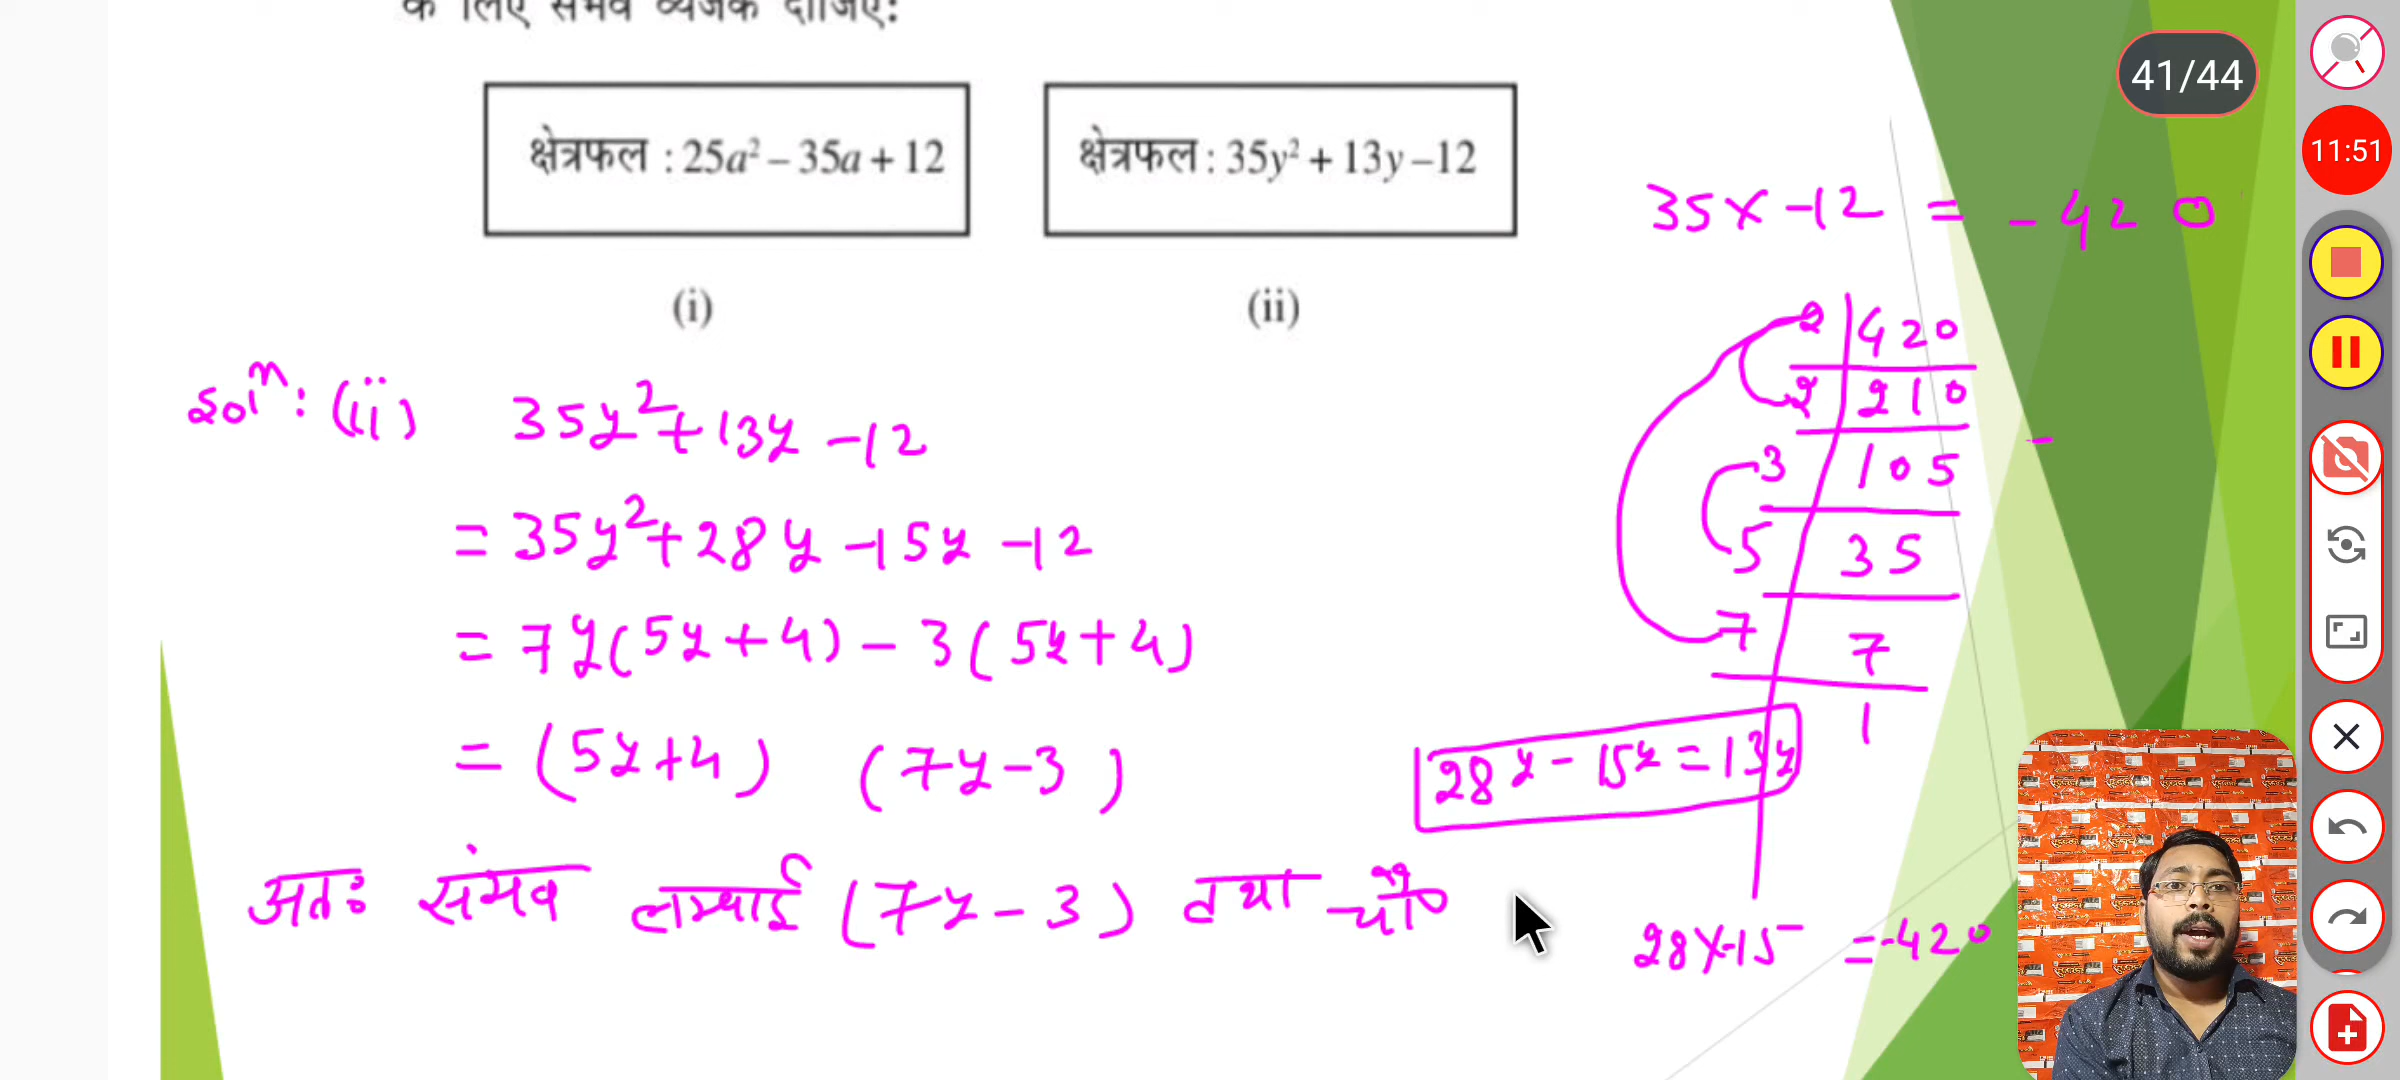 के लिए संभव व्यंजक दीजिए:
क्षेत्रफल : 25a² – 35a + 12
क्षेत्रफल : 35y² + 13y –12
(i)
(ii)
41/44
11:51
35 × -12 = - 420
Solⁿ: (ii) 35y² + 13y - 12
= 35y² + 28y - 15y - 12
= 7y(5y + 4) - 3(5y + 4)
= (5y + 4) (7y - 3)
अतः संभव लम्बाई (7y - 3) तथा चौ
2 | 420
2 | 210
3 | 105
5 | 35
7 | 7
1
28y - 15y = 13y
28 × -15 = -420